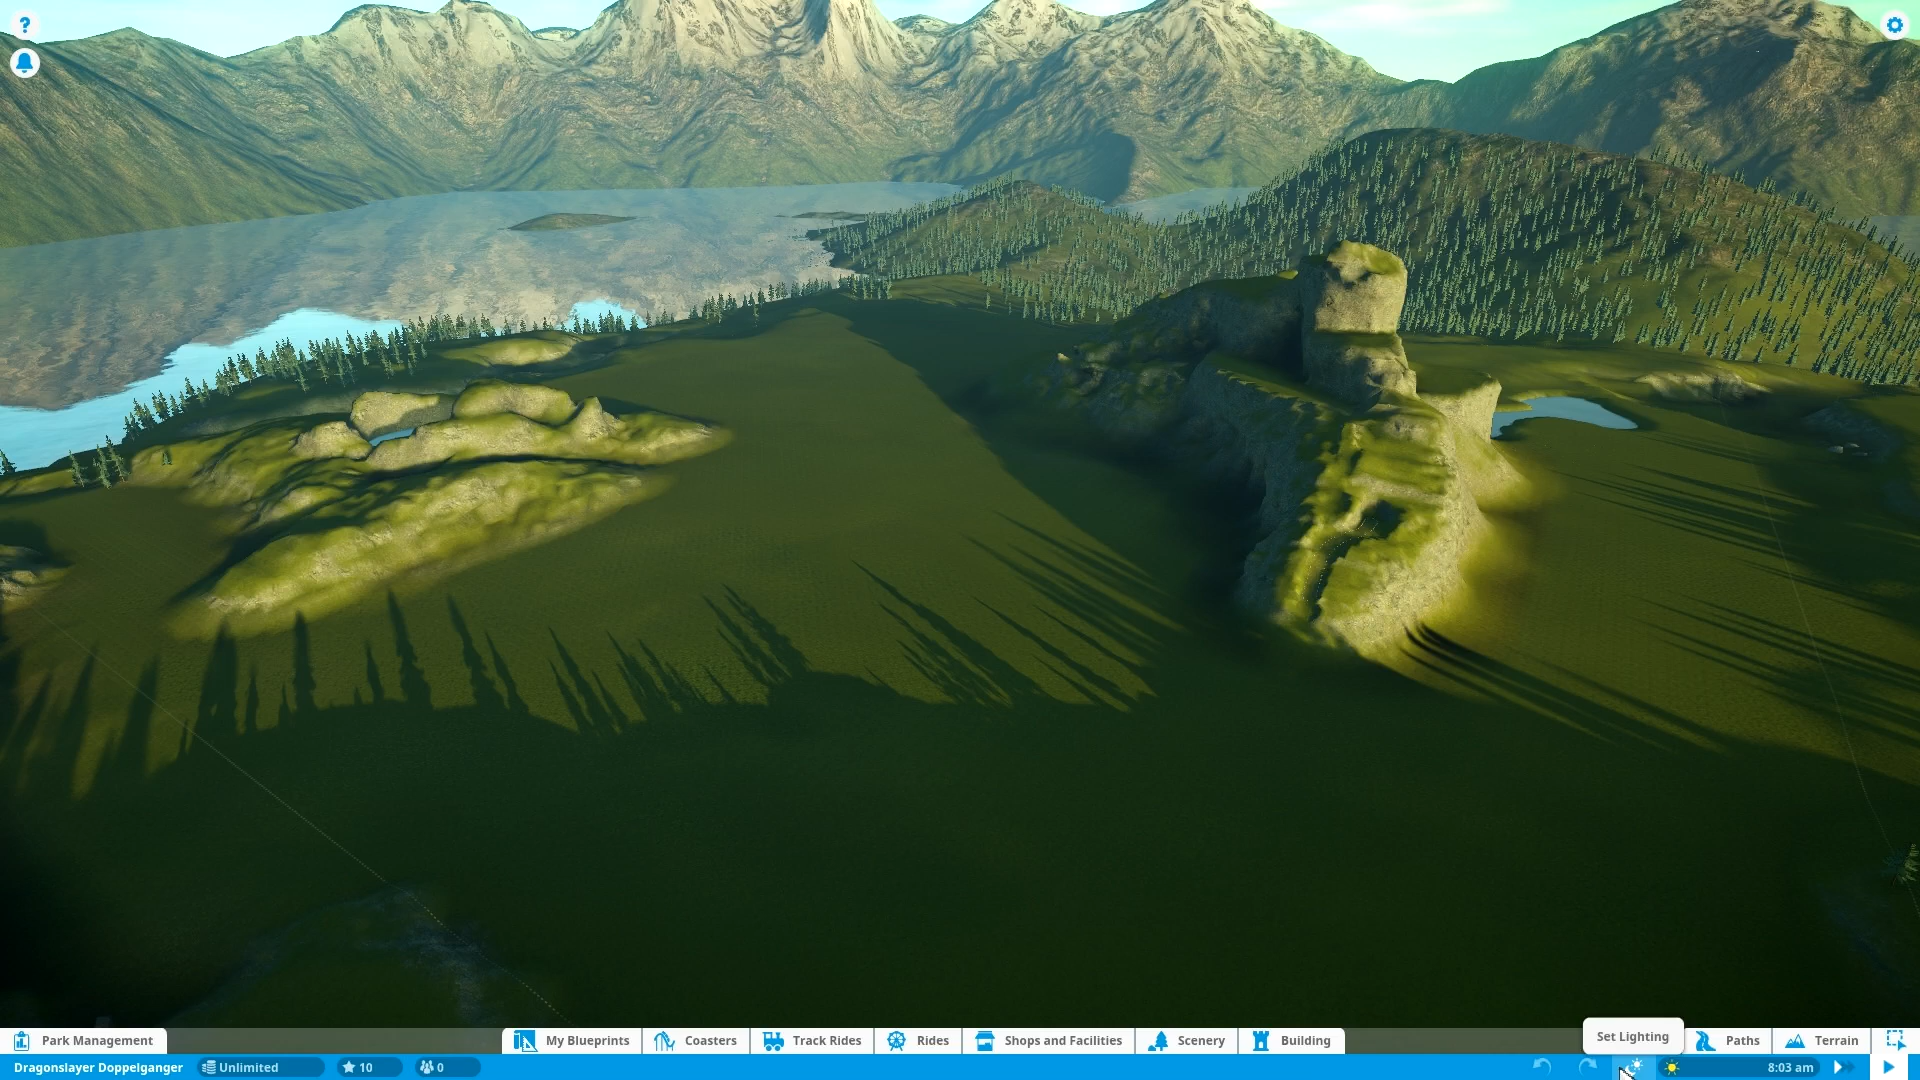 ?
Park Management
My Blueprints
Coasters
Track Rides
Rides
Shops and Facilities
Scenery
Building
Set Lighting
Paths
Terrain
Dragonslayer Doppelganger
Unlimited
10
0
8:03 am